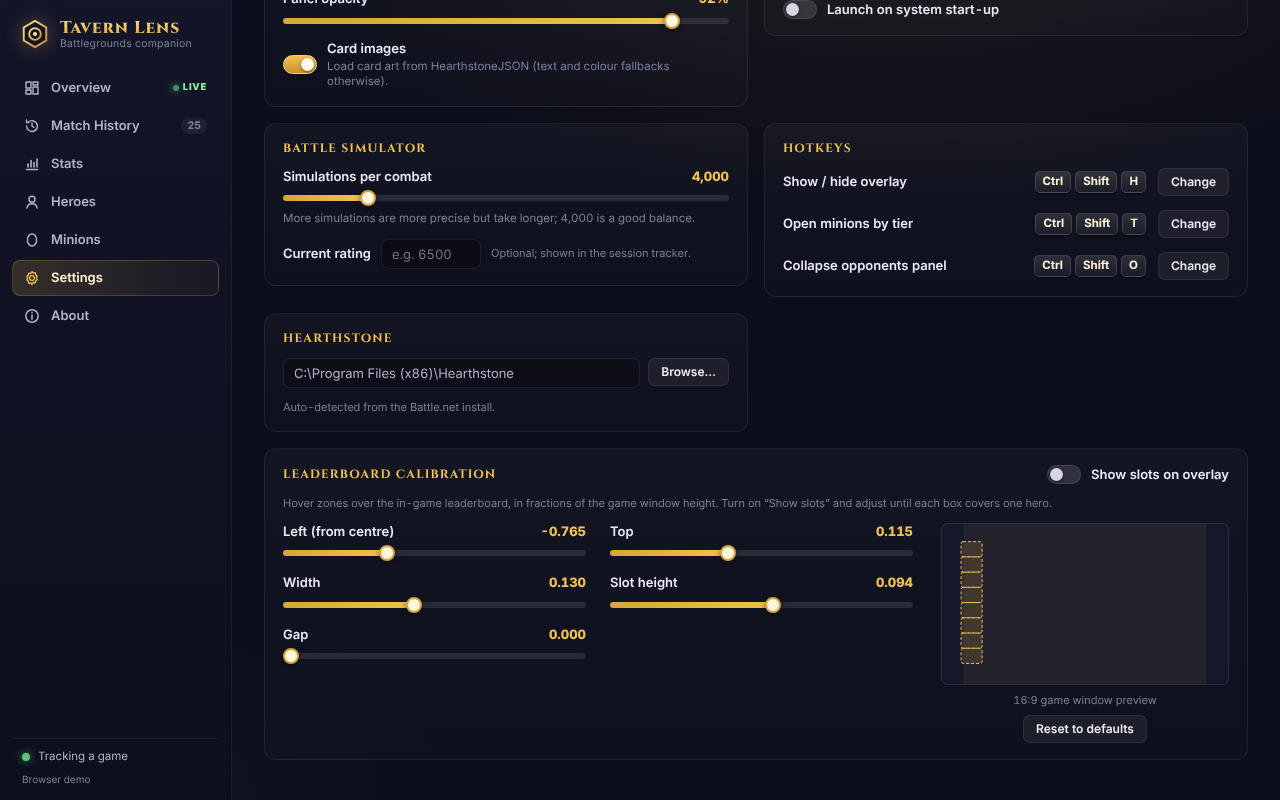 TAVERN LENS
Battlegrounds companion
Overview
LIVE
Match History
25
Stats
Heroes
Minions
Settings
About
Tracking a game
Browser demo
Panel opacity
92%
Card images
Load card art from HearthstoneJSON (text and colour fallbacks
otherwise).
Launch on system start-up
BATTLE SIMULATOR
Simulations per combat
4,000
More simulations are more precise but take longer; 4,000 is a good balance.
Current rating
e.g. 6500
Optional; shown in the session tracker.
HOTKEYS
Show / hide overlay
Ctrl Shift H Change
Open minions by tier
Ctrl Shift T Change
Collapse opponents panel
Ctrl Shift O Change
HEARTHSTONE
C:\Program Files (x86)\Hearthstone
Browse...
Auto-detected from the Battle.net install.
LEADERBOARD CALIBRATION
Show slots on overlay
Hover zones over the in-game leaderboard, in fractions of the game window height. Turn on “Show slots” and adjust until each box covers one hero.
Left (from centre)
-0.765
Top
0.115
Width
0.130
Slot height
0.094
Gap
0.000
16:9 game window preview
Reset to defaults